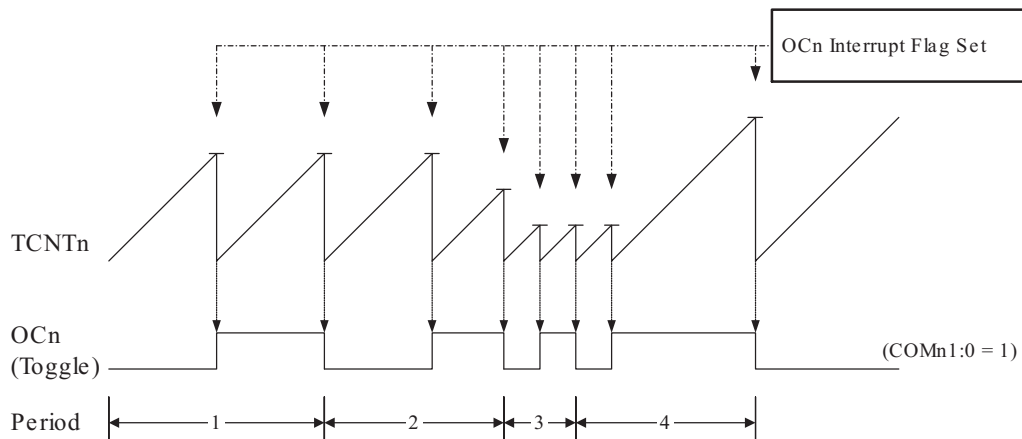 OCn Interrupt Flag Set
TCNTn
OCn
(Toggle)
(COMn1:0 = 1)
Period
1
2
3
4